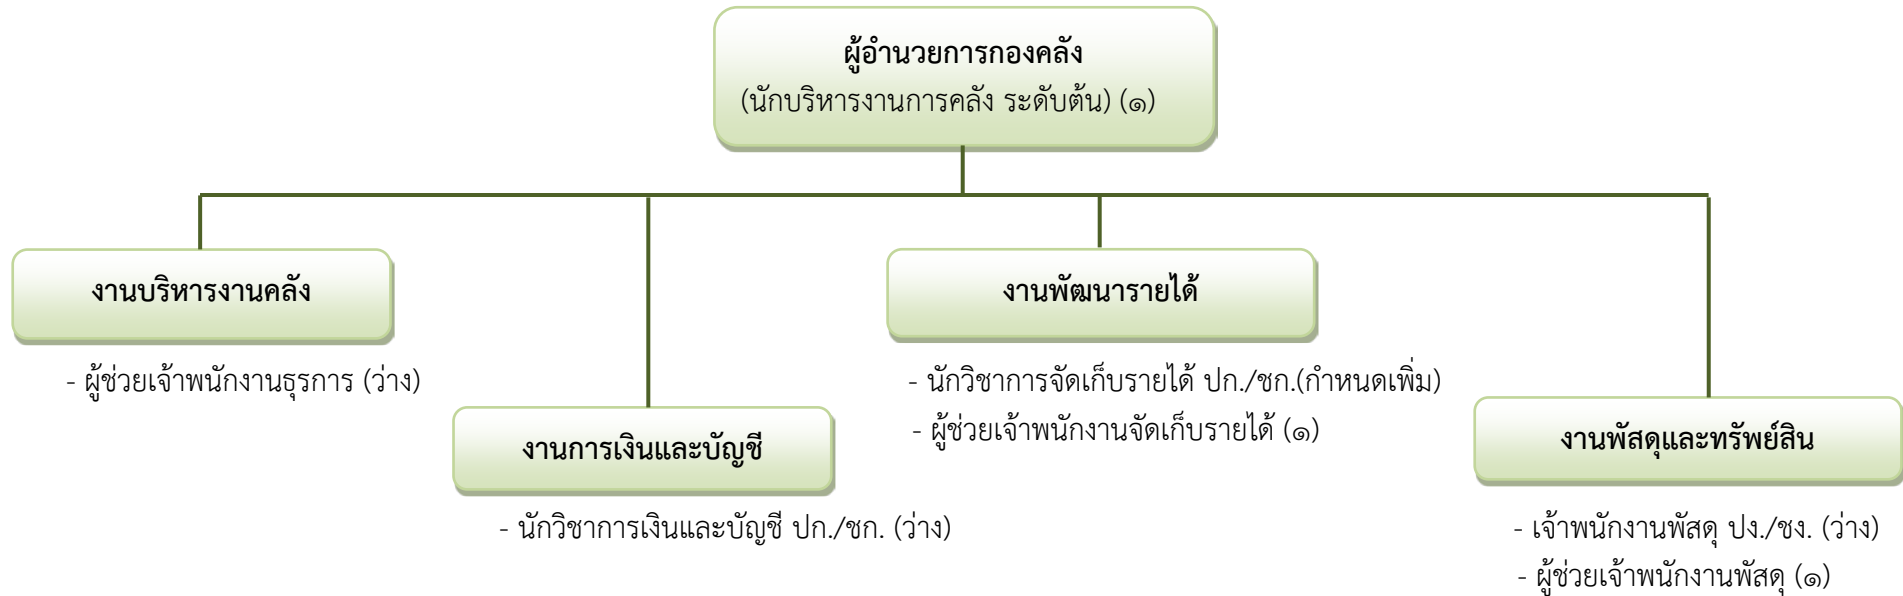 ผู้อำนวยการกองคลัง
(นักบริหารงานการคลัง ระดับต้น) (๑)
งานบริหารงานคลัง
- ผู้ช่วยเจ้าพนักงานธุรการ (ว่าง)
งานการเงินและบัญชี
- นักวิชาการเงินและบัญชี ปก./ชก. (ว่าง)
งานพัฒนารายได้
- นักวิชาการจัดเก็บรายได้ ปก./ชก.(กำหนดเพิ่ม)
- ผู้ช่วยเจ้าพนักงานจัดเก็บรายได้ (๑)
งานพัสดุและทรัพย์สิน
- เจ้าพนักงานพัสดุ ปง./ชง. (ว่าง)
- ผู้ช่วยเจ้าพนักงานพัสดุ (๑)